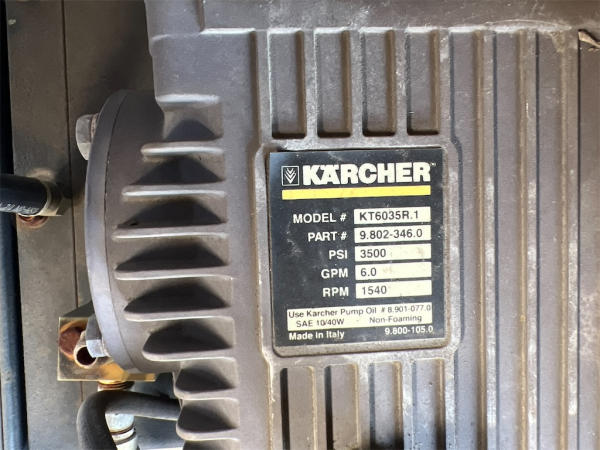 KÄRCHER™
MODEL # KT6035R.1
PART # 9.802-346.0
PSI 3500
GPM 6.0
RPM 1540
Use Karcher Pump Oil # 8.901-077.0
SAE 10/40W - Non-Foaming
Made in Italy 9.800-105.0